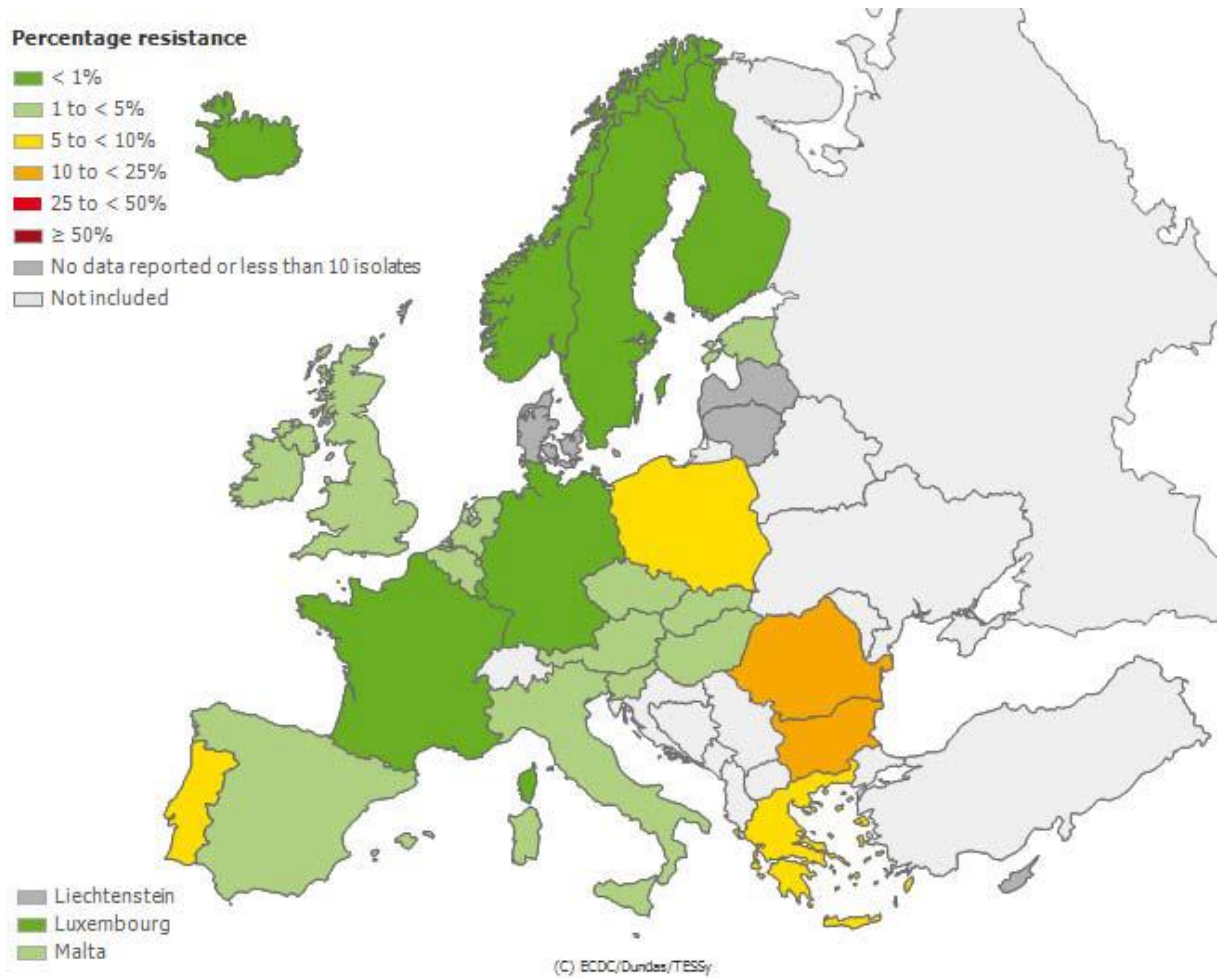 Percentage resistance
< 1%
1 to < 5%
5 to < 10%
10 to < 25%
25 to < 50%
≥ 50%
No data reported or less than 10 isolates
Not included
Liechtenstein
Luxembourg
Malta
(C) ECDC/Dundas/TESSy